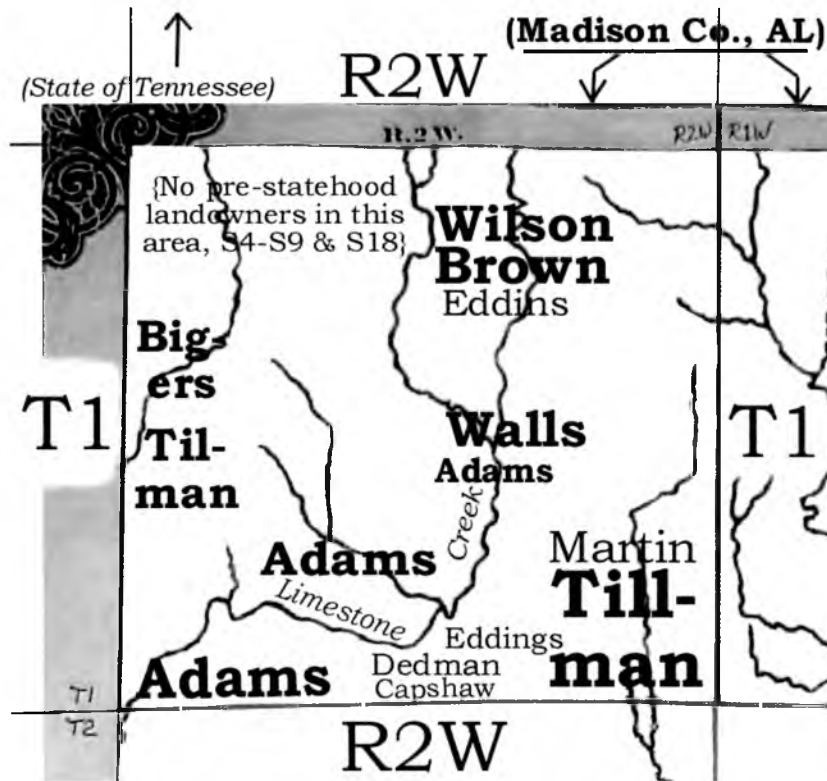 (Madison Co., AL)
R2W
(State of Tennessee)
R.2W.
R2W R1W
{No pre-statehood
landowners in this
area, S4-S9 & S18}
Wilson
Brown
Eddins
Big-
ers
T1
Til-
man
Walls
Adams
T1
Creek
Martin
Till-
man
Adams
Limestone
Eddings
Dedman
Capshaw
Adams
T1
T2
R2W